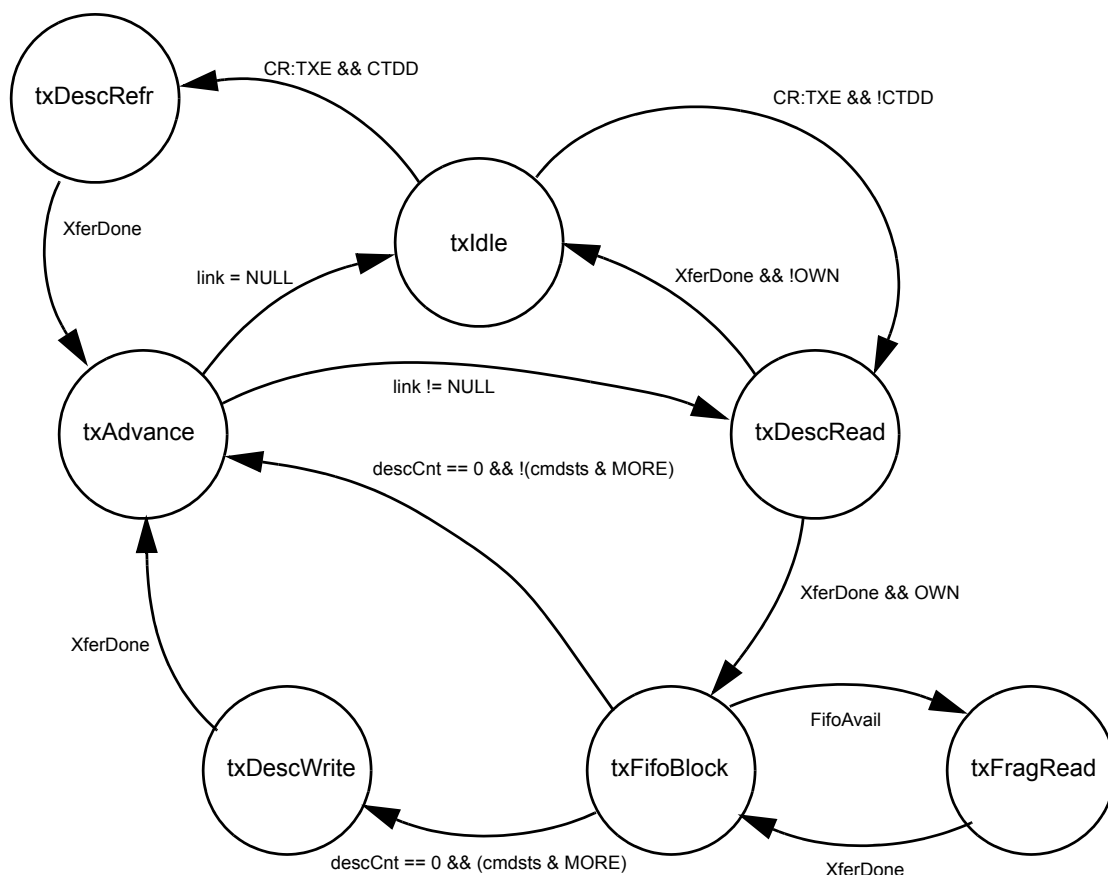 CR:TXE && CTDD
txDescRefr
CR:TXE && !CTDD
XferDone
txIdle
link = NULL
XferDone && !OWN
link != NULL
txAdvance
txDescRead
descCnt == 0 && !(cmdsts & MORE)
XferDone && OWN
XferDone
FifoAvail
txDescWrite
txFifoBlock
txFragRead
descCnt == 0 && (cmdsts & MORE)
XferDone